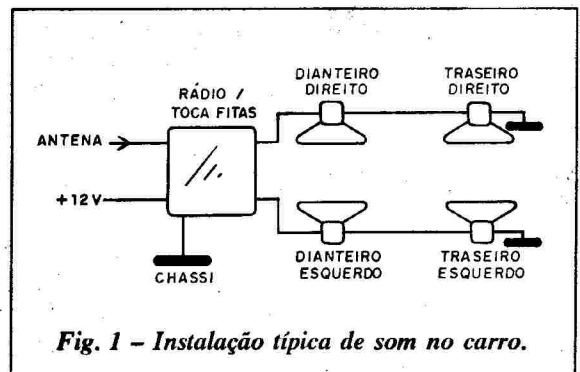 RÁDIO /
TOCA FITAS
DIANTEIRO
DIREITO
TRASEIRO
DIREITO
ANTENA
+12V
CHASSI
DIANTEIRO
ESQUERDO
TRASEIRO
ESQUERDO
Fig. 1 – Instalação típica de som no carro.